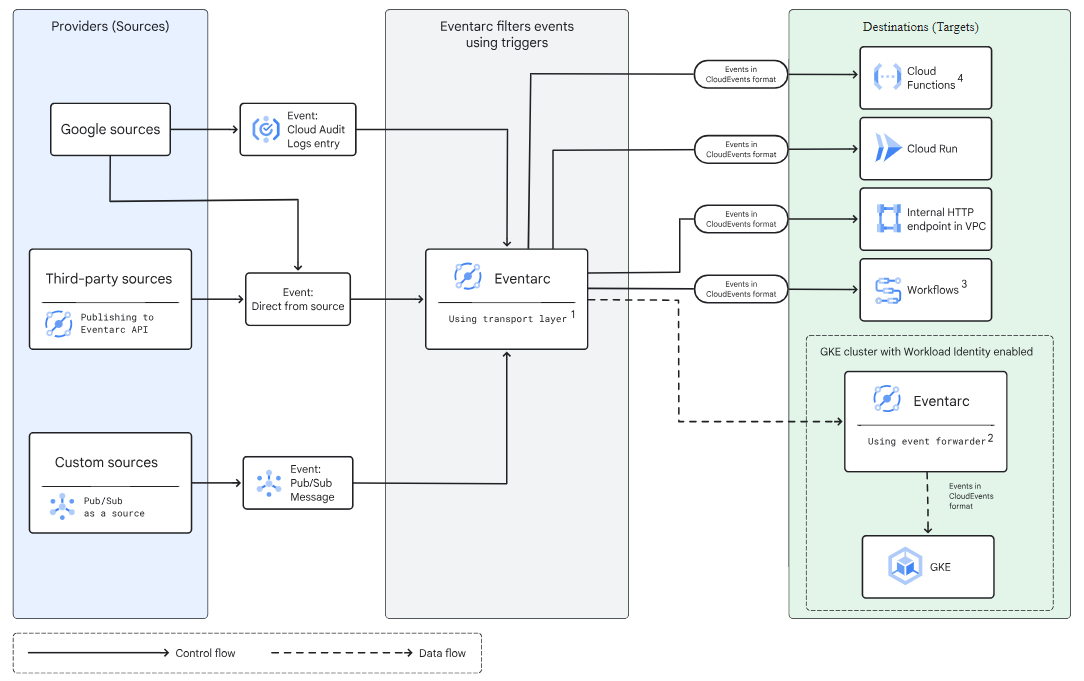 Providers (Sources)
Eventarc filters events
using triggers
Destinations (Targets)
Google sources
Event:
Cloud Audit
Logs entry
Third-party sources
Publishing to
Eventarc API
Event:
Direct from source
Custom sources
Pub/Sub
as a source
Event:
Pub/Sub
Message
Eventarc
Using transport layer 1
Events in
CloudEvents format
Cloud
Functions 4
Events in
CloudEvents format
Cloud Run
Events in
CloudEvents format
Internal HTTP
endpoint in VPC
Events in
CloudEvents format
Workflows 3
GKE cluster with Workload Identity enabled
Eventarc
Using event forwarder 2
Events in
CloudEvents
format
GKE
Control flow
Data flow